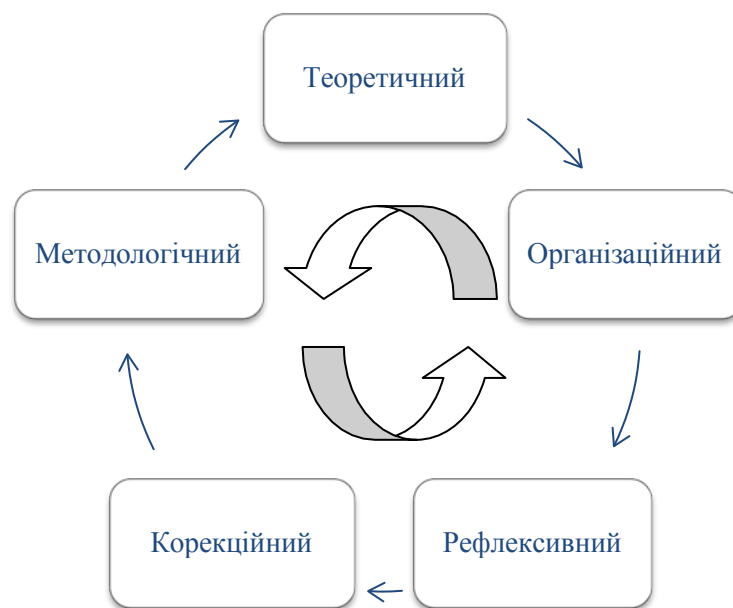 Теоретичний
Методологічний
Організаційний
Корекційний
Рефлексивний